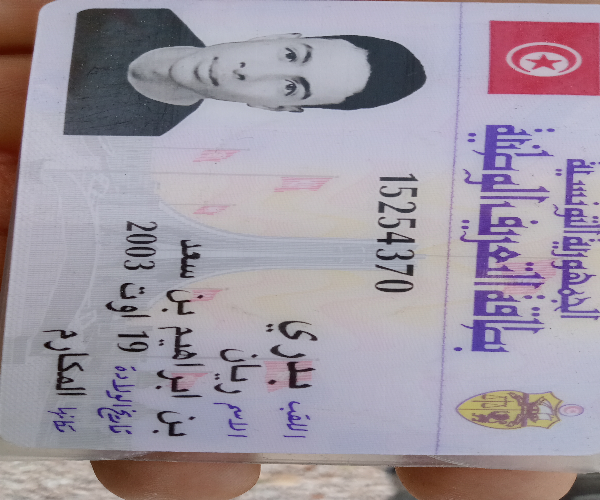 الجمهورية التونسية
بطاقة التعريف الوطنية
15254370
اللقب بدري
الاسم ريان
بن ابراهيم بن سعد
تاريخ الولادة 19 اوت 2003
مكانها المكارم